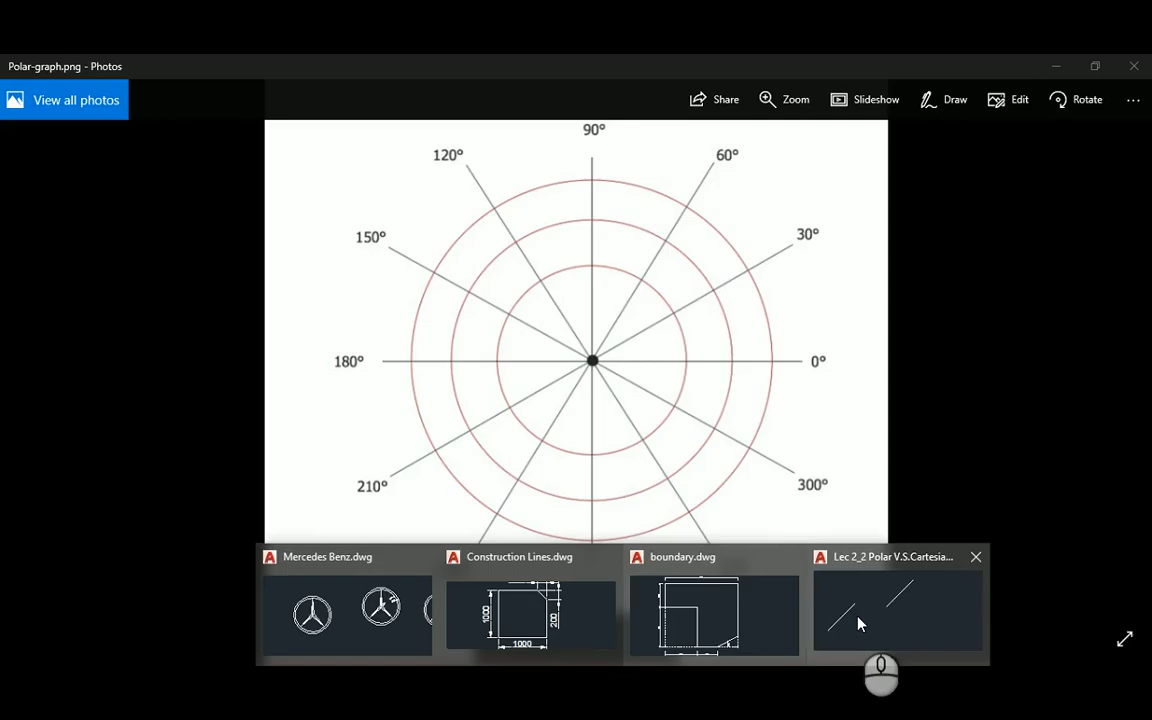 Polar-graph.png - Photos
View all photos
Share
Zoom
Slideshow
Draw
Edit
Rotate
90°
120°
60°
150°
30°
180°
0°
210°
300°
Mercedes Benz.dwg
Construction Lines.dwg
boundary.dwg
Lec 2_2 Polar V.S.Cartesia...
1000
200
1000